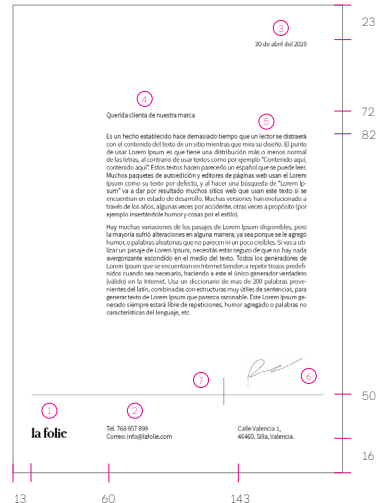 23
3
30 de abril del 2020
4
72
Querida clienta de nuestra marca
5
82
Es un hecho establecido hace demasiado tiempo que un lector se distraerá
con el contenido del texto de un sitio mientras que mira su diseño. El punto
de usar Lorem Ipsum es que tiene una distribución más o menos normal
de las letras, al contrario de usar textos como por ejemplo "Contenido aquí,
contenido aquí". Estos textos hacen parecerlo un español que se puede leer.
Muchos paquetes de autoedición y editores de páginas web usan el Lorem
Ipsum como su texto por defecto, y al hacer una búsqueda de "Lorem Ip-
sum" va a dar por resultado muchos sitios web que usan este texto si se
encuentran en estado de desarrollo. Muchas versiones han evolucionado a
través de los años, algunas veces por accidente, otras veces a propósito (por
ejemplo insertándole humor y cosas por el estilo).
Hay muchas variaciones de los pasajes de Lorem Ipsum disponibles, pero
la mayoría sufrió alteraciones en alguna manera, ya sea porque se le agregó
humor, o palabras aleatorias que no parecen ni un poco creíbles. Si vas a uti-
lizar un pasaje de Lorem Ipsum, necesitás estar seguro de que no hay nada
avergonzante escondido en el medio del texto. Todos los generadores de
Lorem Ipsum que se encuentran en Internet tienden a repetir trozos predefi-
nidos cuando sea necesario, haciendo a este el único generador verdadero
(válido) en la Internet. Usa un diccionario de mas de 200 palabras prove-
nientes del latín, combinadas con estructuras muy útiles de sentencias, para
generar texto de Lorem Ipsum que parezca razonable. Este Lorem Ipsum ge-
nerado siempre estará libre de repeticiones, humor agregado o palabras no
características del lenguaje, etc.
7
6
50
1
2
la folie
Tel. 768 957 899
Correo: info@lafolie.com
Calle Valencia 1,
46460, Silla, Valencia.
16
13
60
143